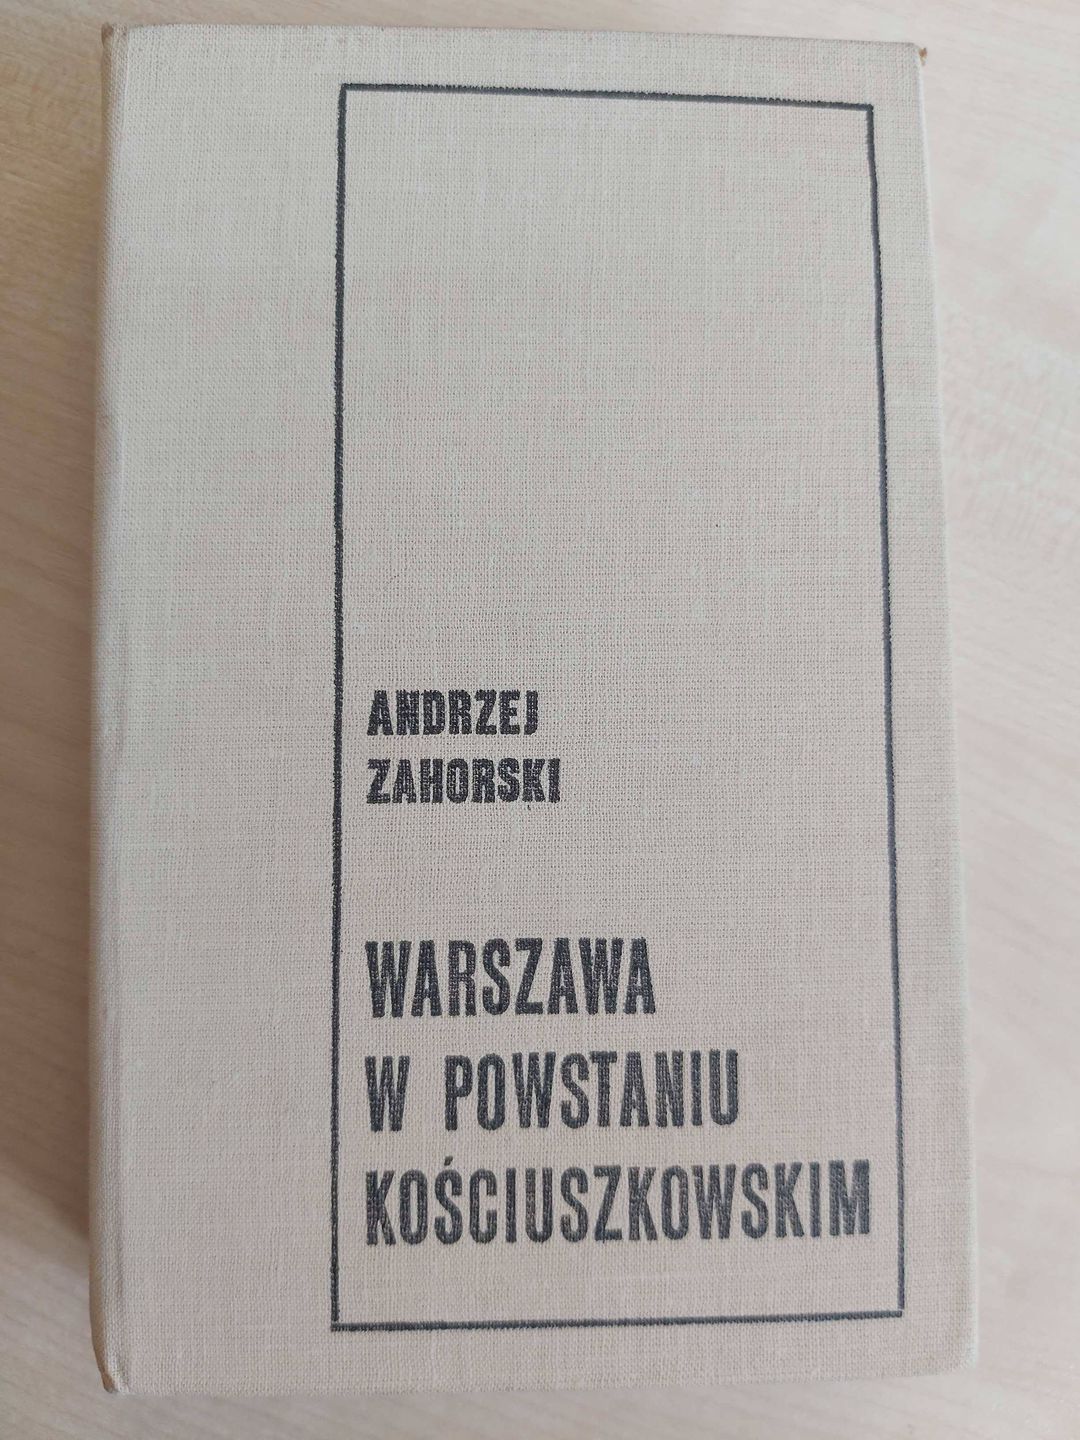 ANDRZEJ
ZAHORSKI
WARSZAWA
W POWSTANIU
KOŚCIUSZKOWSKIM